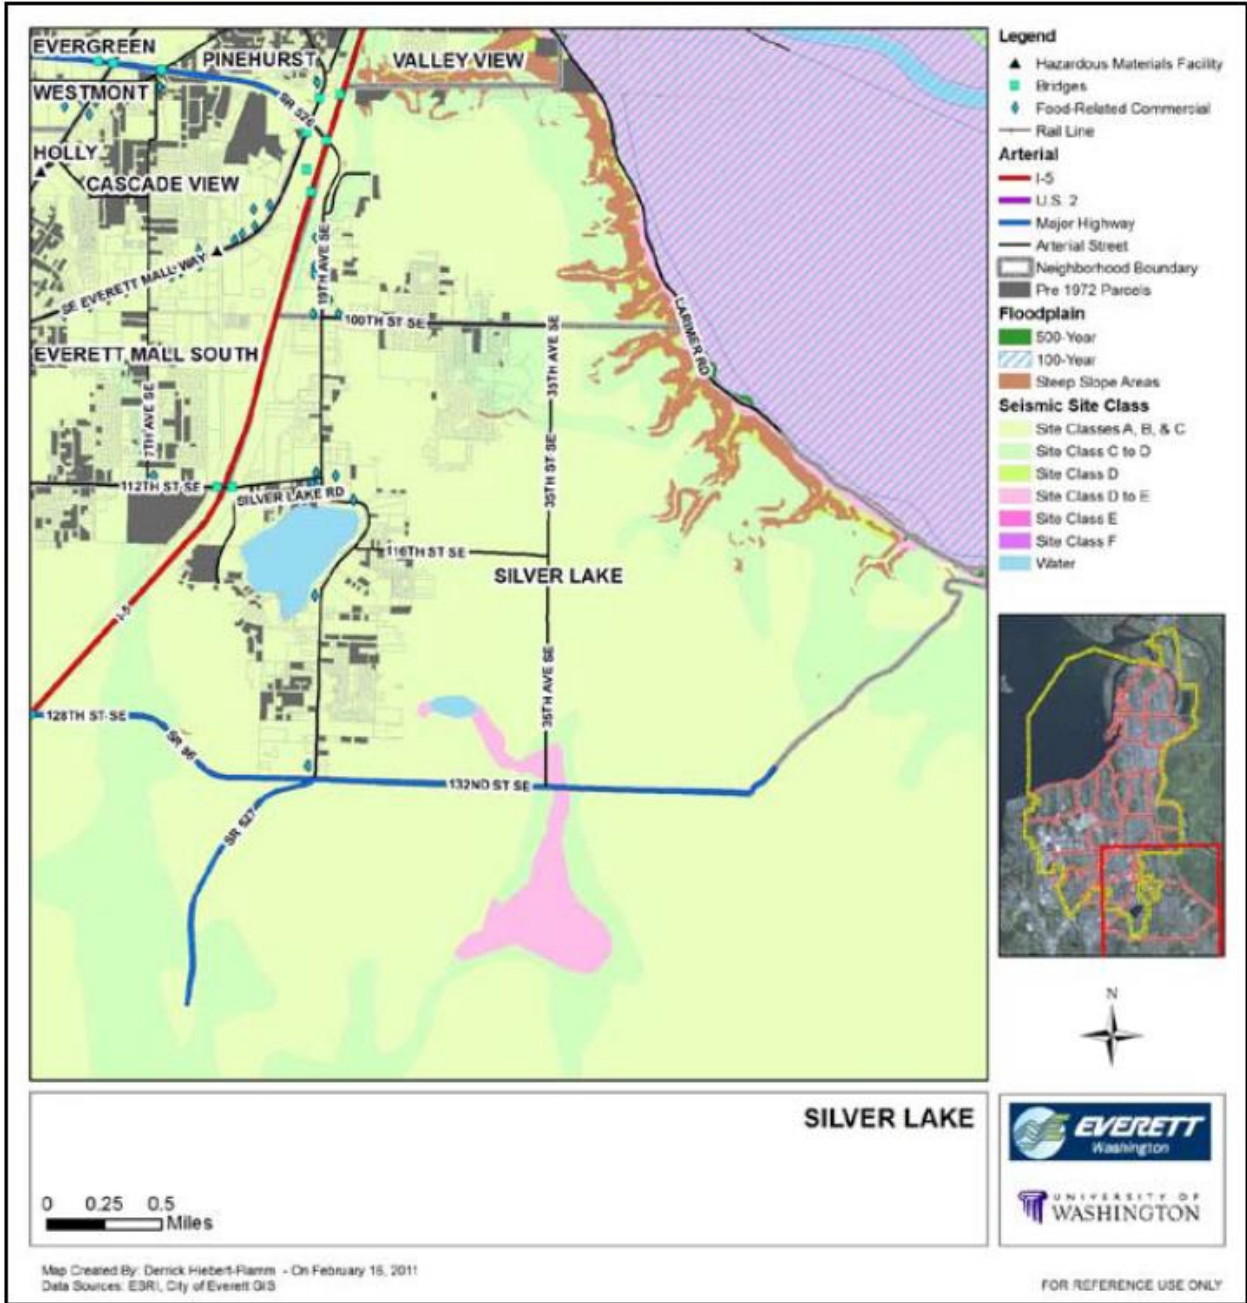 EVERGREEN
PINEHURST
VALLEY VIEW
WESTMONT
SR 526
HOLLY
CASCADE VIEW
SE EVERETT MALL WAY
19TH AVE SE
100TH ST SE
35TH AVE SE
LARIMER RD
EVERETT MALL SOUTH
7TH AVE SE
35TH ST SE
112TH ST SE
SILVER LAKE RD
116TH ST SE
SILVER LAKE
I-5
35TH AVE SE
128TH ST SE
SR 96
132ND ST SE
SR 527
Legend
Hazardous Materials Facility
Bridges
Food-Related Commercial
Rail Line
Arterial
I-5
U.S. 2
Major Highway
Arterial Street
Neighborhood Boundary
Pre 1972 Parcels
Floodplain
500-Year
100-Year
Steep Slope Areas
Seismic Site Class
Site Classes A, B, & C
Site Class C to D
Site Class D
Site Class D to E
Site Class E
Site Class F
Water
N
SILVER LAKE
0 0.25 0.5
Miles
EVERETT
Washington
UNIVERSITY OF
WASHINGTON
Map Created By: Derrick Hiebert-Flamm - On February 16, 2011
Data Sources: ESRI, City of Everett GIS
FOR REFERENCE USE ONLY